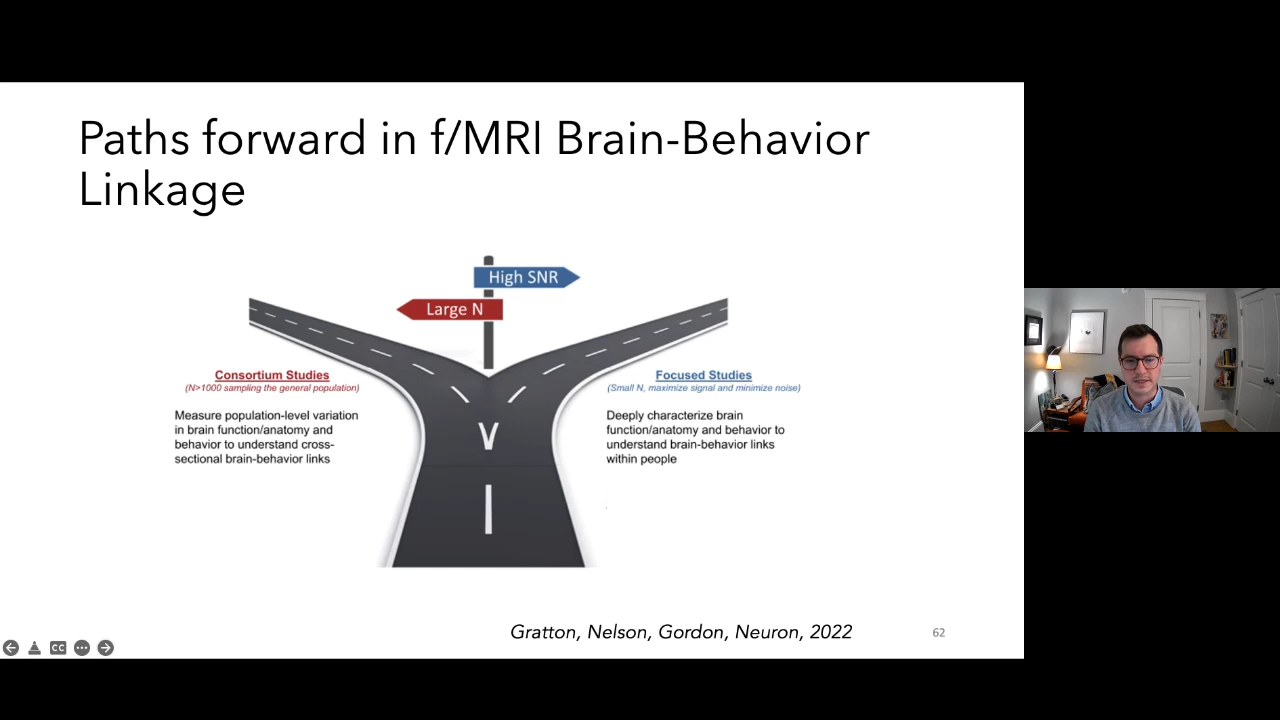 Paths forward in f/MRI Brain-Behavior
Linkage
High SNR
Large N
Consortium Studies
(N>1000 sampling the general population)
Measure population-level variation
in brain function/anatomy and
behavior to understand cross-
sectional brain-behavior links
Focused Studies
(Small N, maximize signal and minimize noise)
Deeply characterize brain
function/anatomy and behavior to
understand brain-behavior links
within people
Gratton, Nelson, Gordon, Neuron, 2022
62
CC